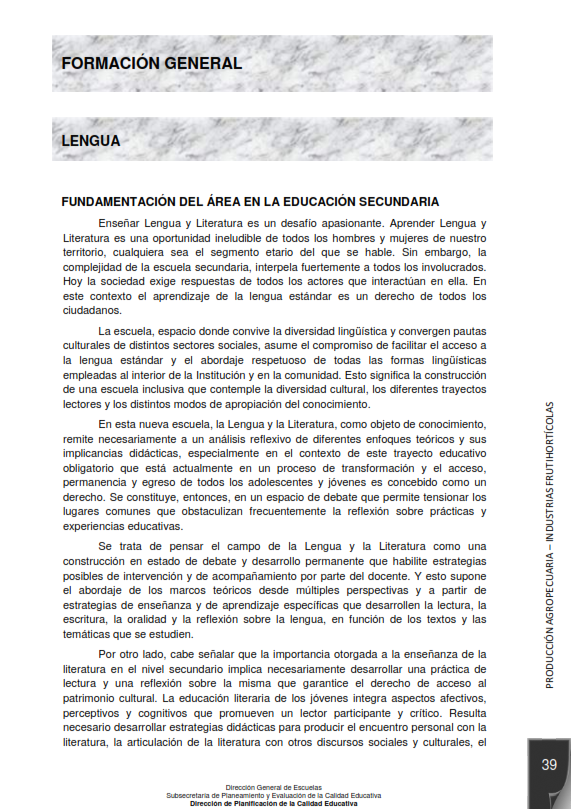 FORMACIÓN GENERAL
LENGUA
FUNDAMENTACIÓN DEL ÁREA EN LA EDUCACIÓN SECUNDARIA
Enseñar Lengua y Literatura es un desafío apasionante. Aprender Lengua y
Literatura es una oportunidad ineludible de todos los hombres y mujeres de nuestro
territorio, cualquiera sea el segmento etario del que se hable. Sin embargo, la
complejidad de la escuela secundaria, interpela fuertemente a todos los involucrados.
Hoy la sociedad exige respuestas de todos los actores que interactúan en ella. En
este contexto el aprendizaje de la lengua estándar es un derecho de todos los
ciudadanos.
La escuela, espacio donde convive la diversidad lingüística y convergen pautas
culturales de distintos sectores sociales, asume el compromiso de facilitar el acceso a
la lengua estándar y el abordaje respetuoso de todas las formas lingüísticas
empleadas al interior de la Institución y en la comunidad. Esto significa la construcción
de una escuela inclusiva que contemple la diversidad cultural, los diferentes trayectos
lectores y los distintos modos de apropiación del conocimiento.
En esta nueva escuela, la Lengua y la Literatura, como objeto de conocimiento,
remite necesariamente a un análisis reflexivo de diferentes enfoques teóricos y sus
implicancias didácticas, especialmente en el contexto de este trayecto educativo
obligatorio que está actualmente en un proceso de transformación y el acceso,
permanencia y egreso de todos los adolescentes y jóvenes es concebido como un
derecho. Se constituye, entonces, en un espacio de debate que permite tensionar los
lugares comunes que obstaculizan frecuentemente la reflexión sobre prácticas y
experiencias educativas.
Se trata de pensar el campo de la Lengua y la Literatura como una
construcción en estado de debate y desarrollo permanente que habilite estrategias
posibles de intervención y de acompañamiento por parte del docente. Y esto supone
el abordaje de los marcos teóricos desde múltiples perspectivas y a partir de
estrategias de enseñanza y de aprendizaje específicas que desarrollen la lectura, la
escritura, la oralidad y la reflexión sobre la lengua, en función de los textos y las
temáticas que se estudien.
Por otro lado, cabe señalar que la importancia otorgada a la enseñanza de la
literatura en el nivel secundario implica necesariamente desarrollar una práctica de
lectura y una reflexión sobre la misma que garantice el derecho de acceso al
patrimonio cultural. La educación literaria de los jóvenes integra aspectos afectivos,
perceptivos y cognitivos que promueven un lector participante y crítico. Resulta
necesario desarrollar estrategias didácticas para producir el encuentro personal con la
literatura, la articulación de la literatura con otros discursos sociales y culturales, el
PRODUCCIÓN AGROPECUARIA – INDUSTRIAS FRUTIHORTÍCOLAS
39
Dirección General de Escuelas
Subsecretaría de Planeamiento y Evaluación de la Calidad Educativa
Dirección de Planificación de la Calidad Educativa